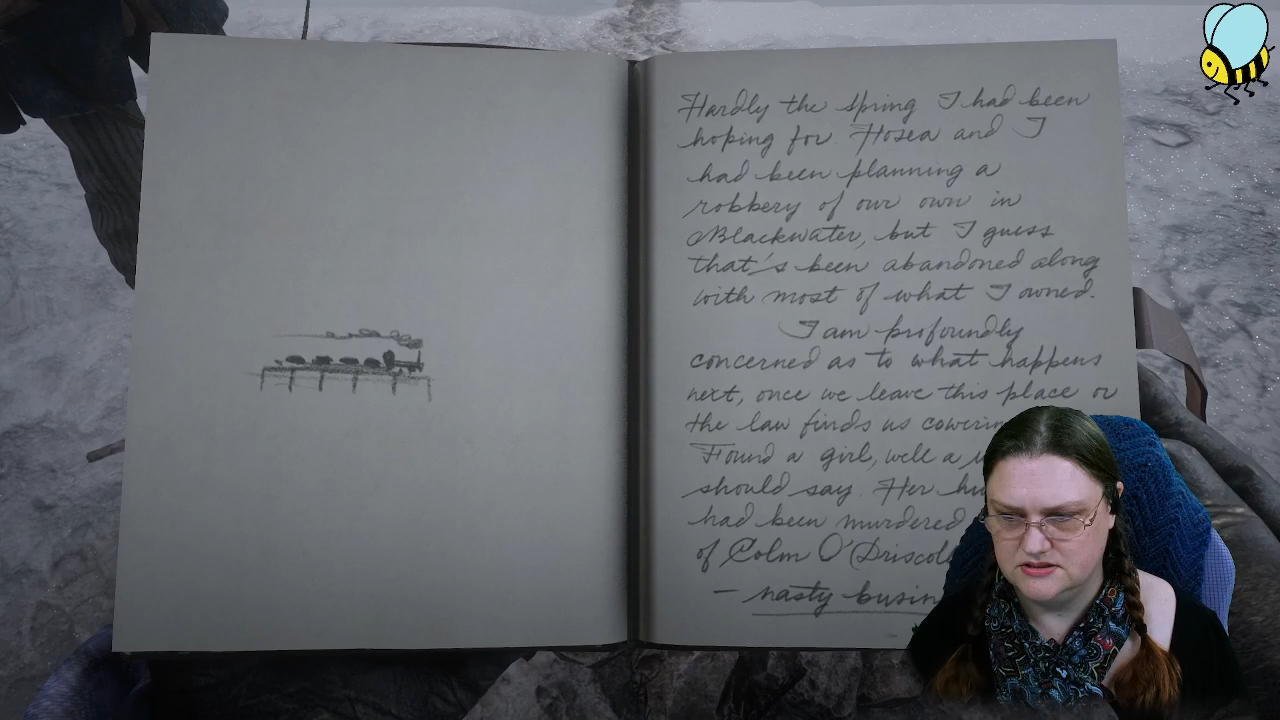 Hardly the spring I had been
hoping for Hosea and I
had been planning a
robbery of our own in
Blackwater, but I guess
that's been abandoned along
with most of what I owned.
I am profoundly
concerned as to what happens
next, once we leave this place or
the law finds us
Found a girl, well a
should say. Her
had been murdered
of Colm
– nasty